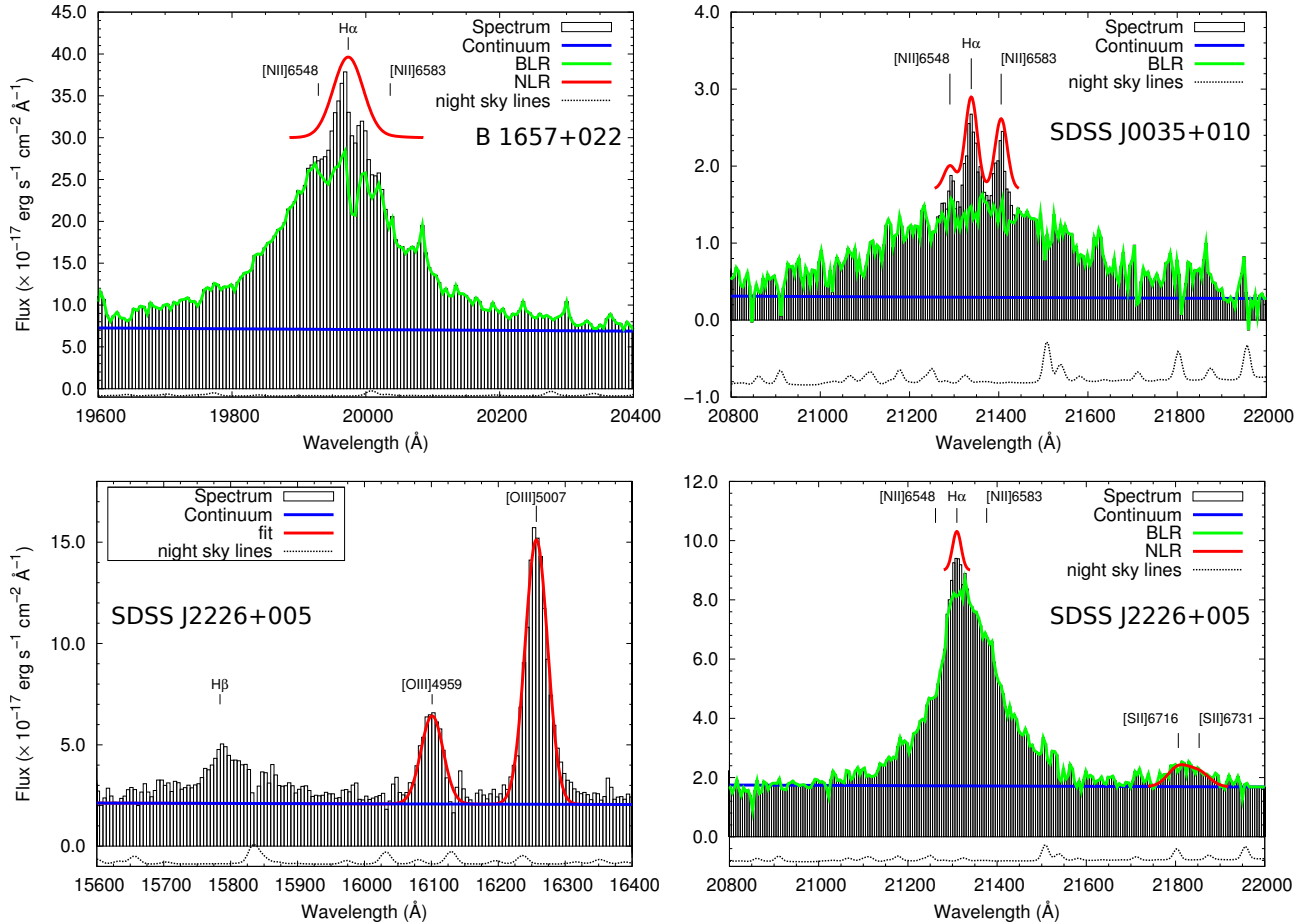 45.0
40.0
35.0
30.0
25.0
20.0
15.0
10.0
5.0
0.0
Flux (× 10⁻¹⁷ erg s⁻¹ cm⁻² Å⁻¹)
Hα
[NII]6548
[NII]6583
Spectrum
Continuum
BLR
NLR
night sky lines
B 1657+022
19600 19800 20000 20200 20400
Wavelength (Å)
4.0
3.0
2.0
1.0
0.0
−1.0
Hα
[NII]6548
[NII]6583
Spectrum
Continuum
BLR
NLR
night sky lines
SDSS J0035+010
20800 21000 21200 21400 21600 21800 22000
Wavelength (Å)
15.0
10.0
5.0
0.0
Flux (× 10⁻¹⁷ erg s⁻¹ cm⁻² Å⁻¹)
Spectrum
Continuum
fit
night sky lines
[OIII]5007
SDSS J2226+005
Hβ
[OIII]4959
15600 15700 15800 15900 16000 16100 16200 16300 16400
Wavelength (Å)
12.0
10.0
8.0
6.0
4.0
2.0
0.0
[NII]6548 Hα [NII]6583
Spectrum
Continuum
BLR
NLR
night sky lines
SDSS J2226+005
[SII]6716 [SII]6731
20800 21000 21200 21400 21600 21800 22000
Wavelength (Å)